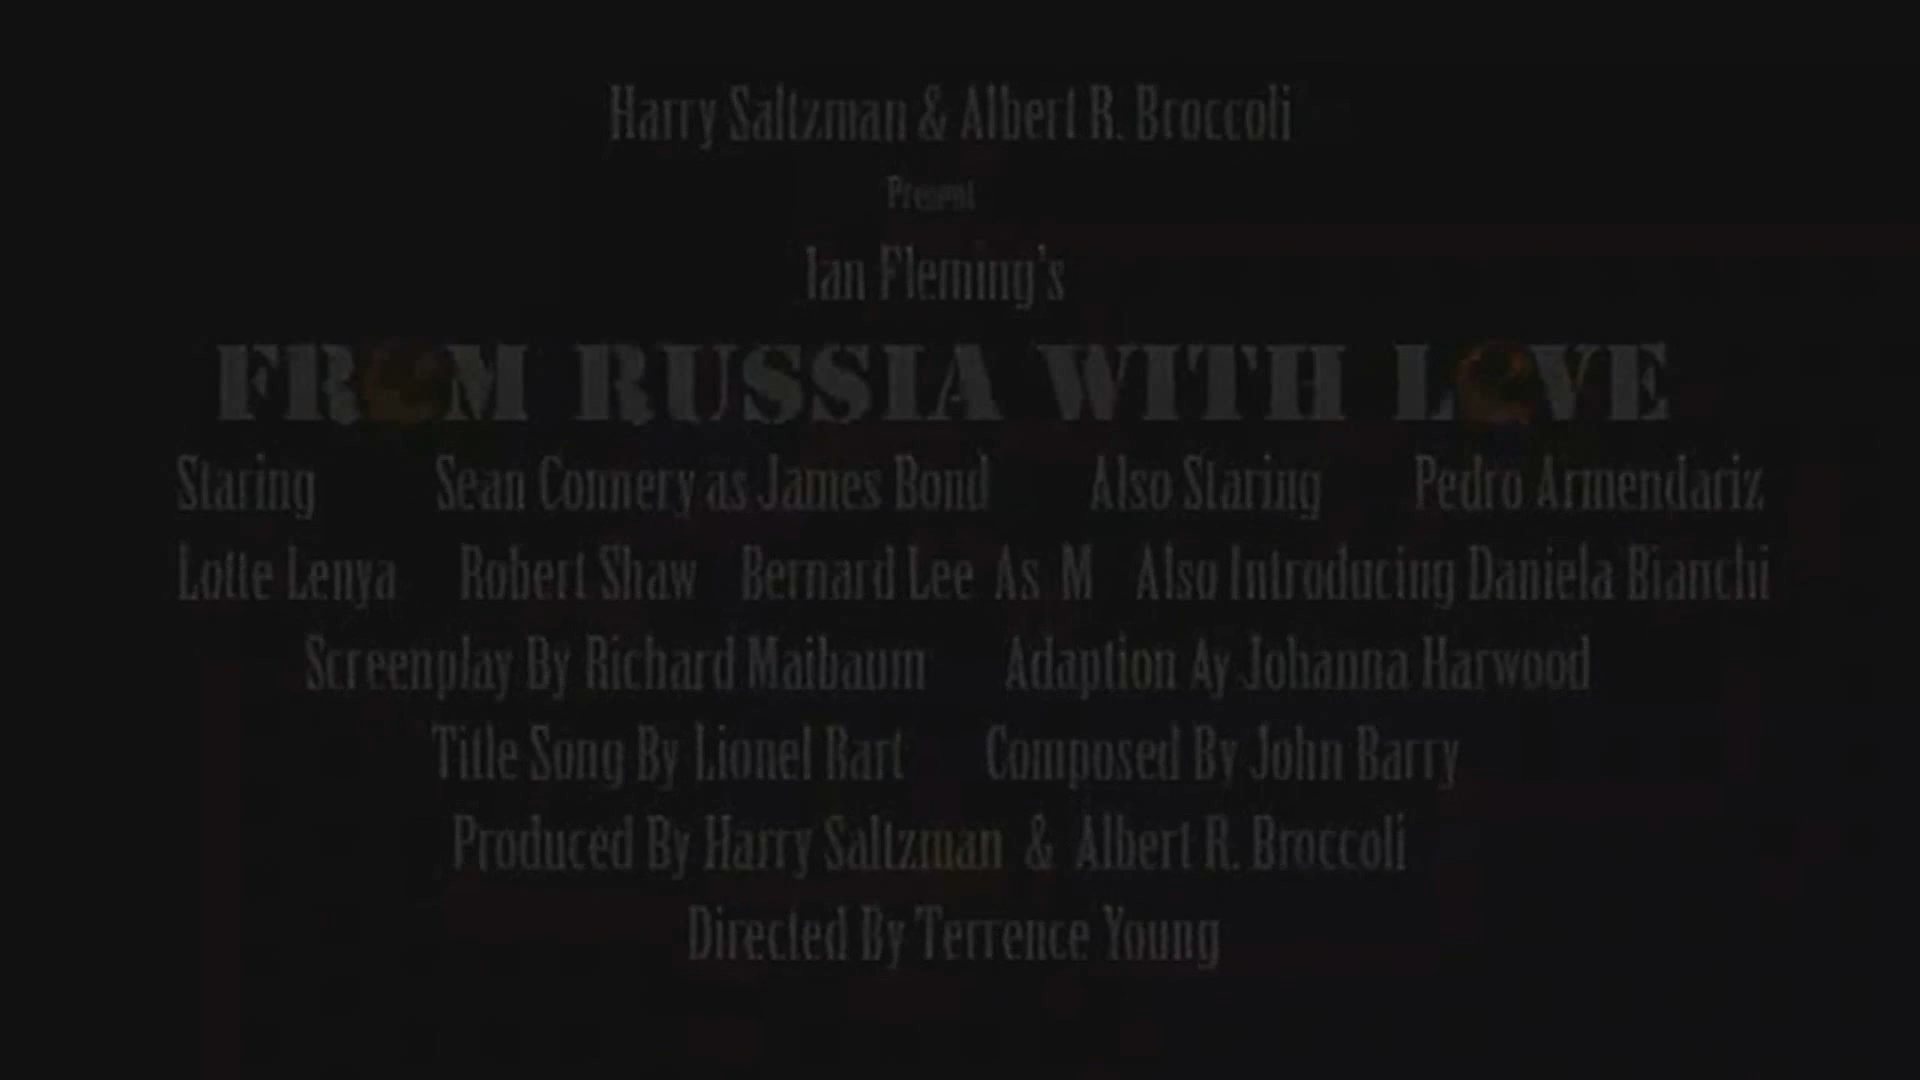 Harry Saltzman & Albert R. Broccoli
Present
Ian Fleming's
FROM RUSSIA WITH LOVE
Staring Sean Connery as James Bond Also Staring Pedro Armendariz
Lotte Lenya Robert Shaw Bernard Lee As M Also Introducing Daniela Bianchi
Screenplay By Richard Maibaum Adaption Ay Johanna Harwood
Title Song By Lionel Bart Composed By John Barry
Produced By Harry Saltzman & Albert R. Broccoli
Directed By Terrence Young